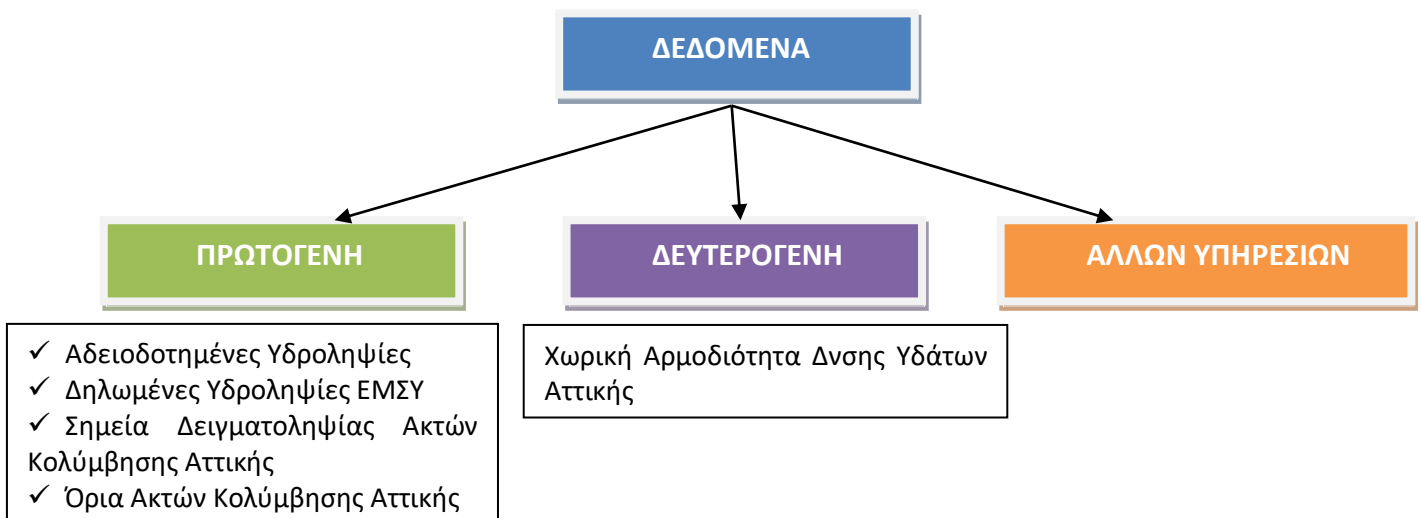 ΔΕΔΟΜΕΝΑ
ΠΡΩΤΟΓΕΝΗ
ΔΕΥΤΕΡΟΓΕΝΗ
ΑΛΛΩΝ ΥΠΗΡΕΣΙΩΝ
✓ Αδειοδοτημένες Υδροληψίες
✓ Δηλωμένες Υδροληψίες ΕΜΣΥ
✓ Σημεία Δειγματοληψίας Ακτών
Κολύμβησης Αττικής
✓ Όρια Ακτών Κολύμβησης Αττικής
Χωρική Αρμοδιότητα Δνσης Υδάτων
Αττικής